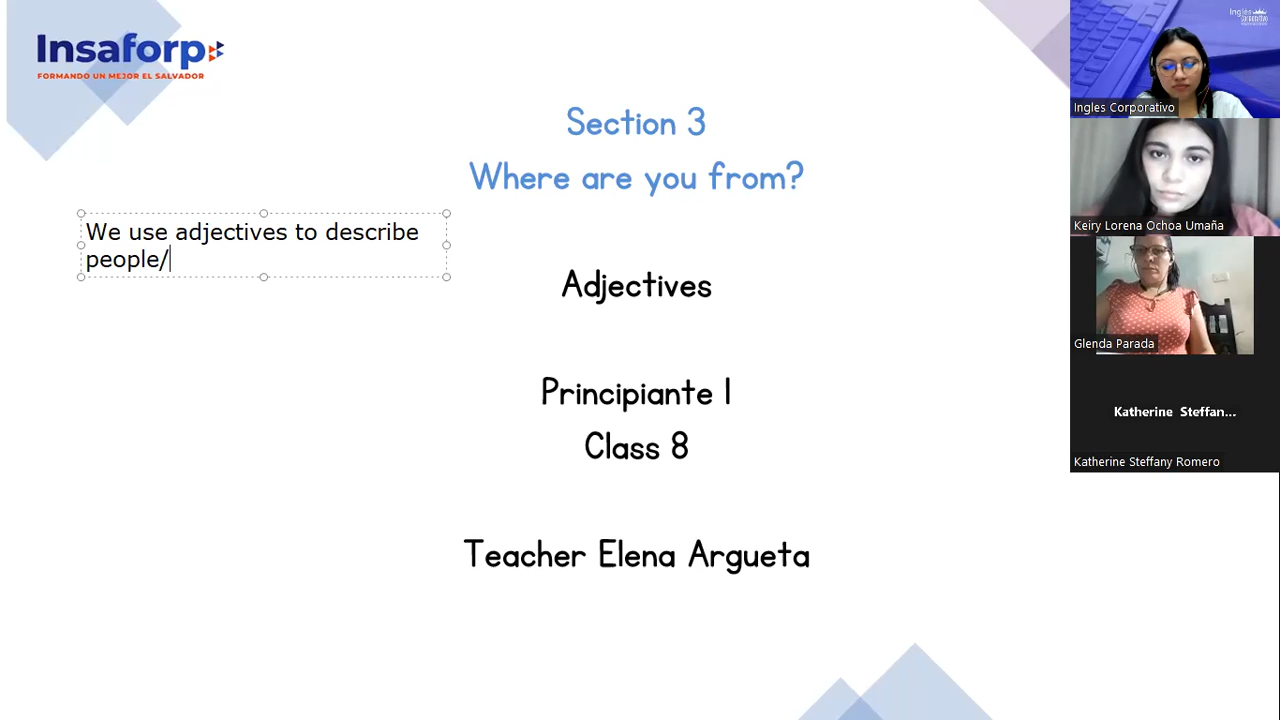 Insaforp
FORMANDO UN MEJOR EL SALVADOR
Section 3
Where are you from?
We use adjectives to describe
people/
Adjectives
Principiante I
Class 8
Teacher Elena Argueta
Ingles Corporativo
Keiry Lorena Ochoa Umaña
Glenda Parada
Katherine Steffan...
Katherine Steffany Romero